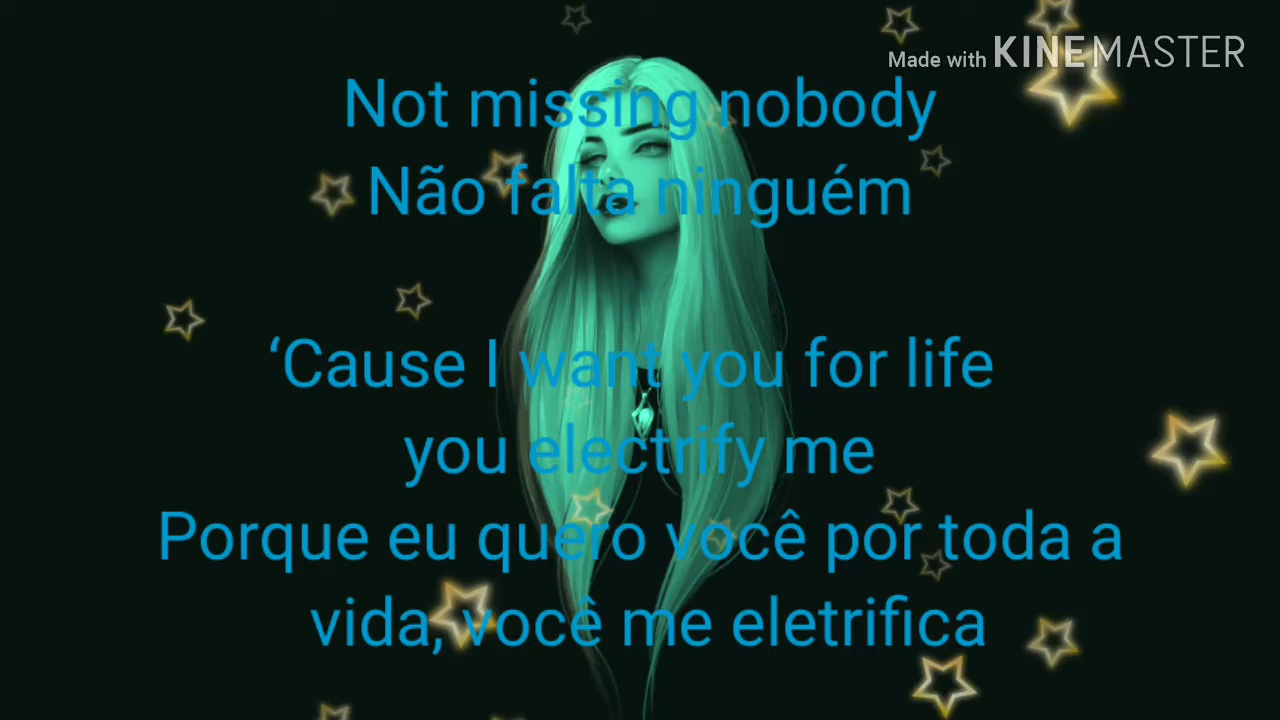 Made with KINEMASTER
Not missing nobody
Não falta ninguém
‘Cause I want you for life
you electrify me
Porque eu quero você por toda a
vida, você me eletrifica